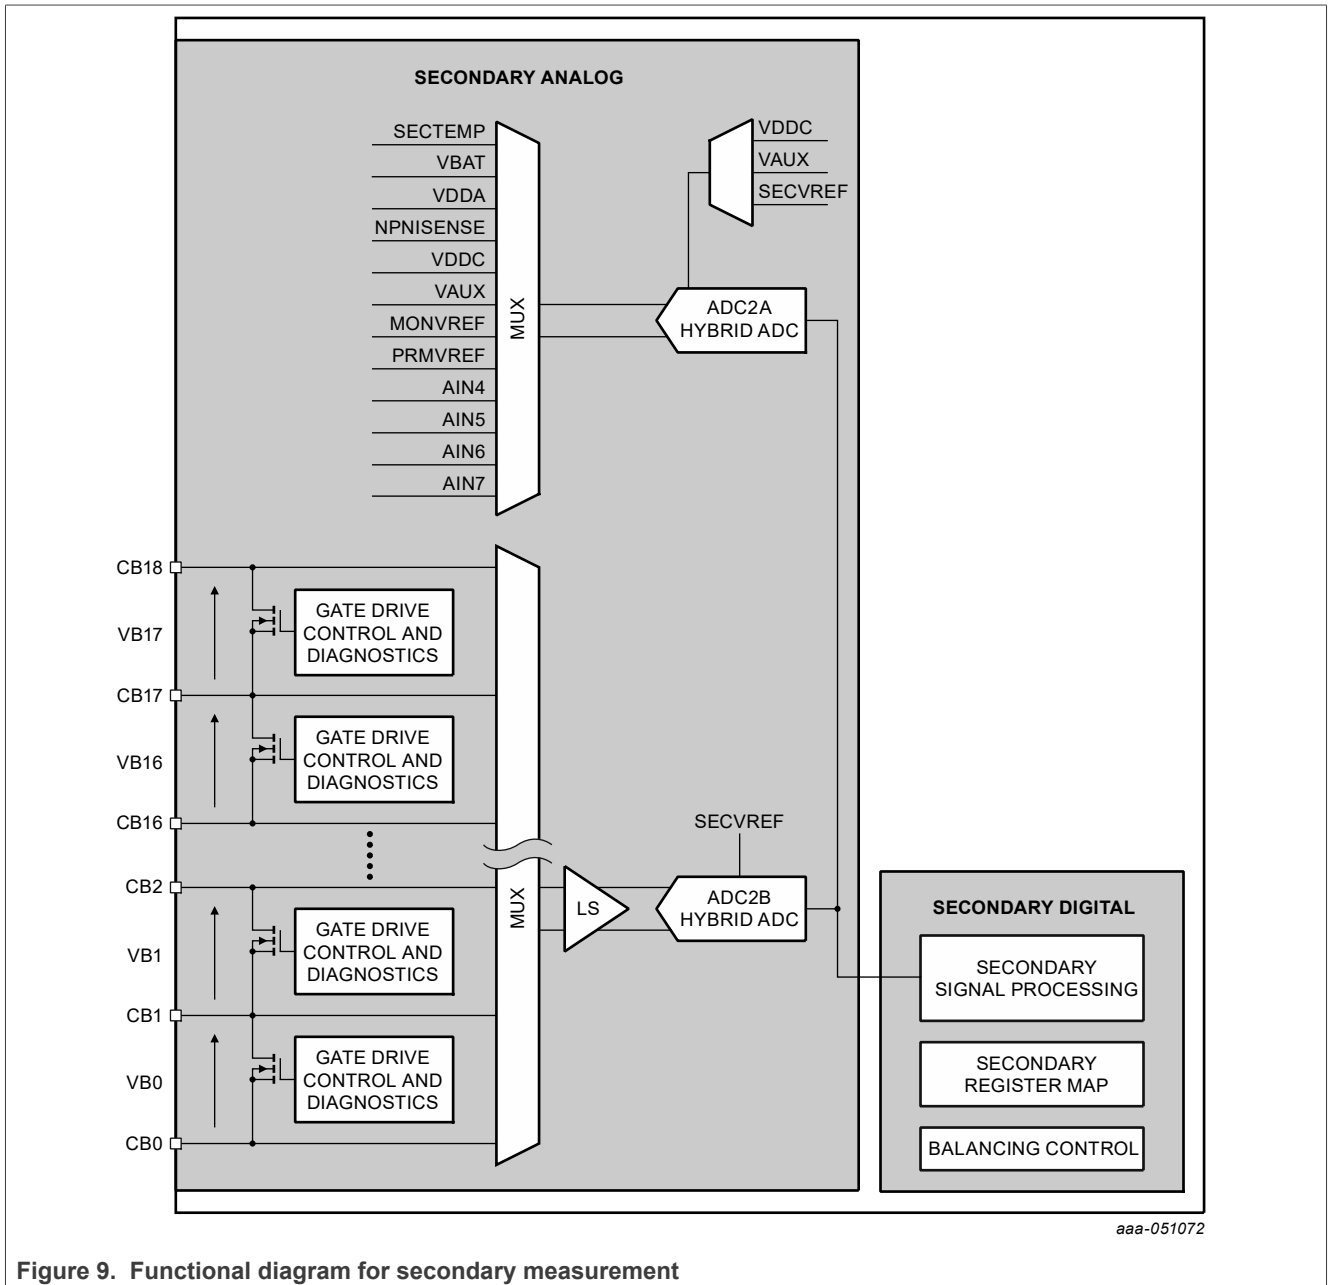 SECONDARY ANALOG
SECTEMP
VBAT
VDDA
NPNISENSE
VDDC
VAUX
MONVREF
PRMVREF
AIN4
AIN5
AIN6
AIN7
MUX
VDDC
VAUX
SECVREF
ADC2A
HYBRID ADC
CB18
VB17
CB17
VB16
CB16
CB2
VB1
CB1
VB0
CB0
GATE DRIVE
CONTROL AND
DIAGNOSTICS
GATE DRIVE
CONTROL AND
DIAGNOSTICS
GATE DRIVE
CONTROL AND
DIAGNOSTICS
GATE DRIVE
CONTROL AND
DIAGNOSTICS
MUX
LS
SECVREF
ADC2B
HYBRID ADC
SECONDARY DIGITAL
SECONDARY
SIGNAL PROCESSING
SECONDARY
REGISTER MAP
BALANCING CONTROL
aaa-051072
Figure 9. Functional diagram for secondary measurement